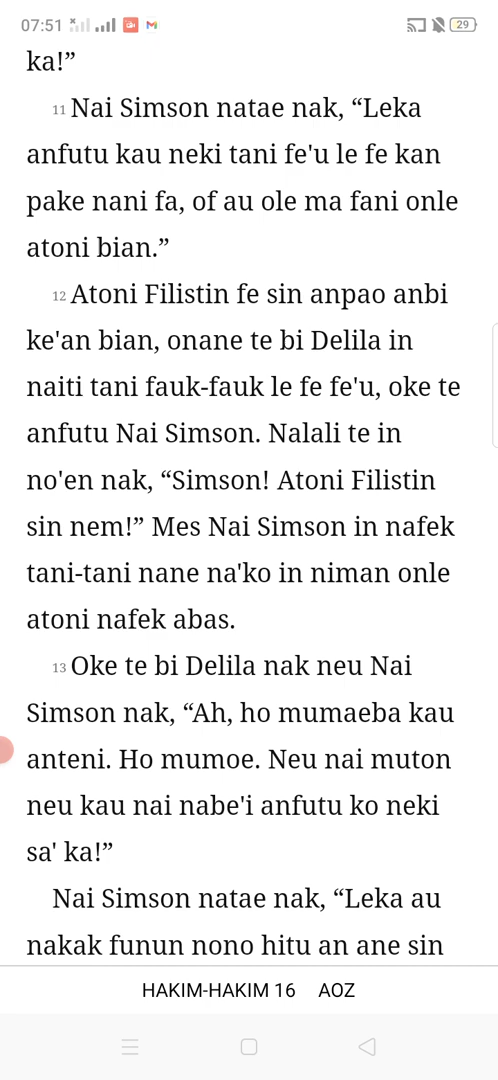 07:51
29
ka!”
11 Nai Simson natae nak, “Leka
anfutu kau neki tani fe'u le fe kan
pake nani fa, of au ole ma fani onle
atoni bian.”
12 Atoni Filistin fe sin anpao anbi
ke'an bian, onane te bi Delila in
naiti tani fauk-fauk le fe fe'u, oke te
anfutu Nai Simson. Nalali te in
no'en nak, “Simson! Atoni Filistin
sin nem!” Mes Nai Simson in nafek
tani-tani nane na'ko in niman onle
atoni nafek abas.
13 Oke te bi Delila nak neu Nai
Simson nak, “Ah, ho mumaeba kau
anteni. Ho mumoe. Neu nai muton
neu kau nai nabe'i anfutu ko neki
sa' ka!”
Nai Simson natae nak, “Leka au
nakak funun nono hitu an ane sin
HAKIM-HAKIM 16 AOZ